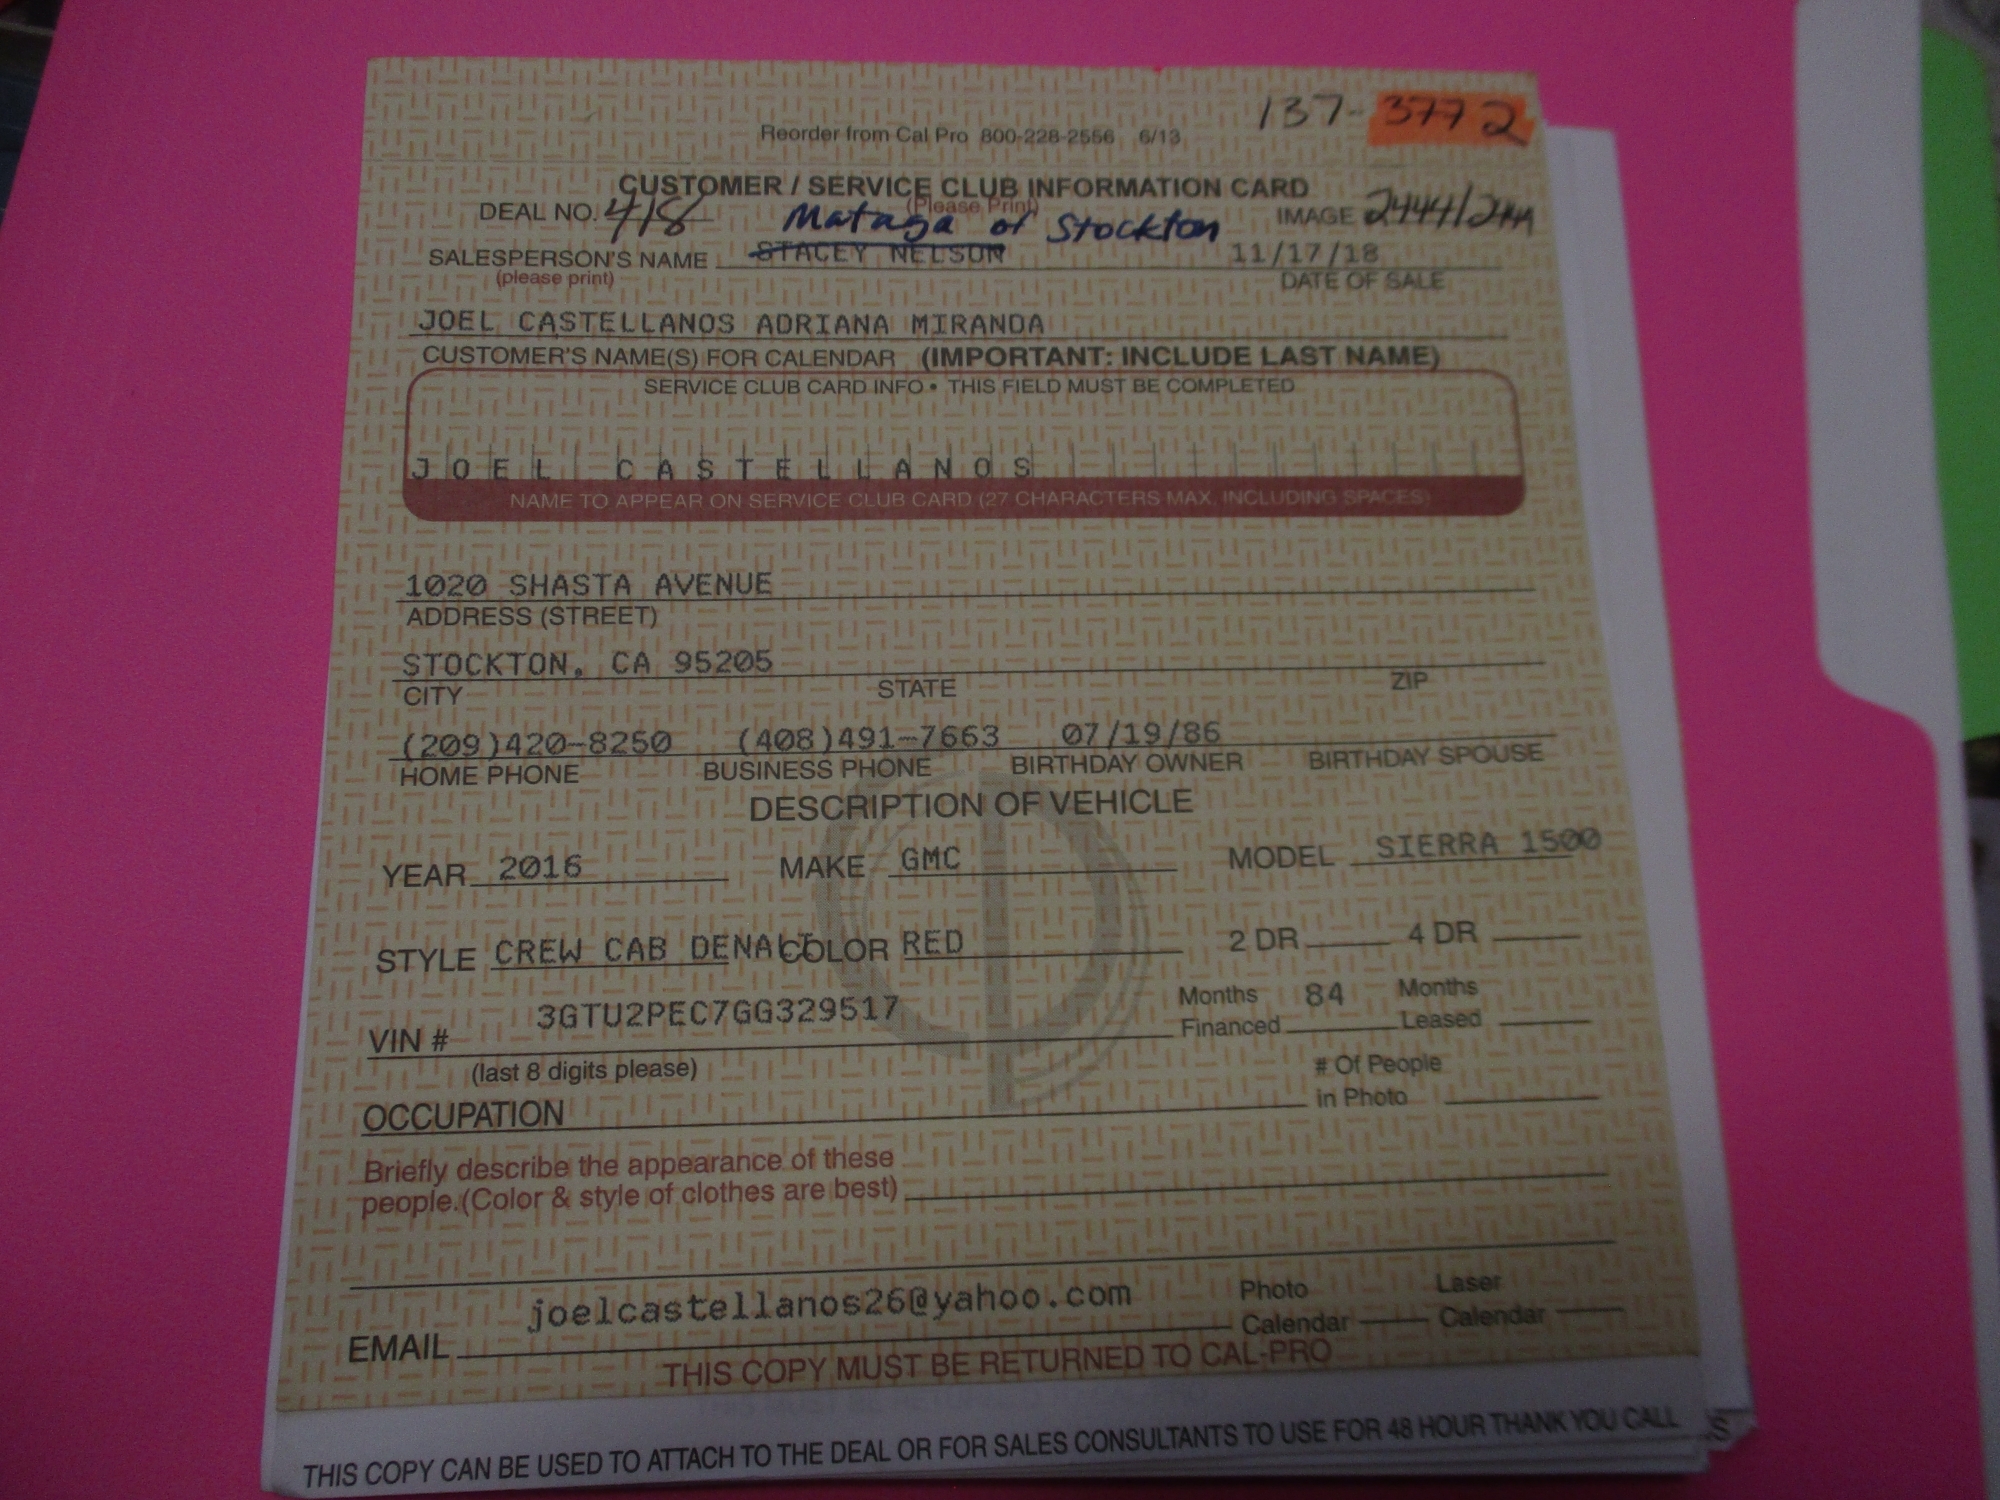 137-3772
Reorder from Cal Pro 800-228-2556 6/13
CUSTOMER / SERVICE CLUB INFORMATION CARD
(Please Print)
DEAL NO. 418 Mataga of Stockton IMAGE 2444/
SALESPERSON'S NAME STACEY NELSON 11/17/18
(please print) DATE OF SALE
JOEL CASTELLANOS ADRIANA MIRANDA
CUSTOMER'S NAME(S) FOR CALENDAR (IMPORTANT: INCLUDE LAST NAME)
SERVICE CLUB CARD INFO • THIS FIELD MUST BE COMPLETED
JOEL CASTELLANOS
NAME TO APPEAR ON SERVICE CLUB CARD (27 CHARACTERS MAX. INCLUDING SPACES)
1020 SHASTA AVENUE
ADDRESS (STREET)
STOCKTON, CA 95205
CITY STATE ZIP
(209)420-8250 (408)491-7663 07/19/86
HOME PHONE BUSINESS PHONE BIRTHDAY OWNER BIRTHDAY SPOUSE
DESCRIPTION OF VEHICLE
YEAR 2016 MAKE GMC MODEL SIERRA 1500
STYLE CREW CAB DENALI COLOR RED 2 DR 4 DR
VIN # 3GTU2PEC7GG329517 Months Financed 84 Months Leased
(last 8 digits please)
OCCUPATION # Of People in Photo
Briefly describe the appearance of these
people.(Color & style of clothes are best)
EMAIL joelcastellanos26@yahoo.com Photo Calendar Laser Calendar
THIS COPY MUST BE RETURNED TO CAL-PRO
THIS COPY CAN BE USED TO ATTACH TO THE DEAL OR FOR SALES CONSULTANTS TO USE FOR 48 HOUR THANK YOU CALL